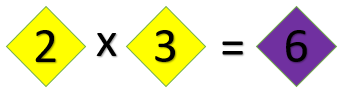 2 x 3 = 6